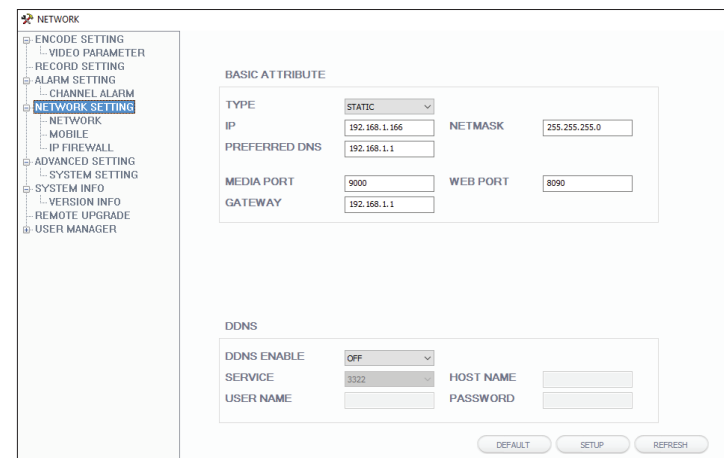 NETWORK
ENCODE SETTING
VIDEO PARAMETER
RECORD SETTING
ALARM SETTING
CHANNEL ALARM
NETWORK SETTING
NETWORK
MOBILE
IP FIREWALL
ADVANCED SETTING
SYSTEM SETTING
SYSTEM INFO
VERSION INFO
REMOTE UPGRADE
USER MANAGER
BASIC ATTRIBUTE
TYPE STATIC
IP 192.168.1.166 NETMASK 255.255.255.0
PREFERRED DNS 192.168.1.1
MEDIA PORT 9000 WEB PORT 8090
GATEWAY 192.168.1.1
DDNS
DDNS ENABLE OFF
SERVICE 3322 HOST NAME
USER NAME PASSWORD
DEFAULT SETUP REFRESH